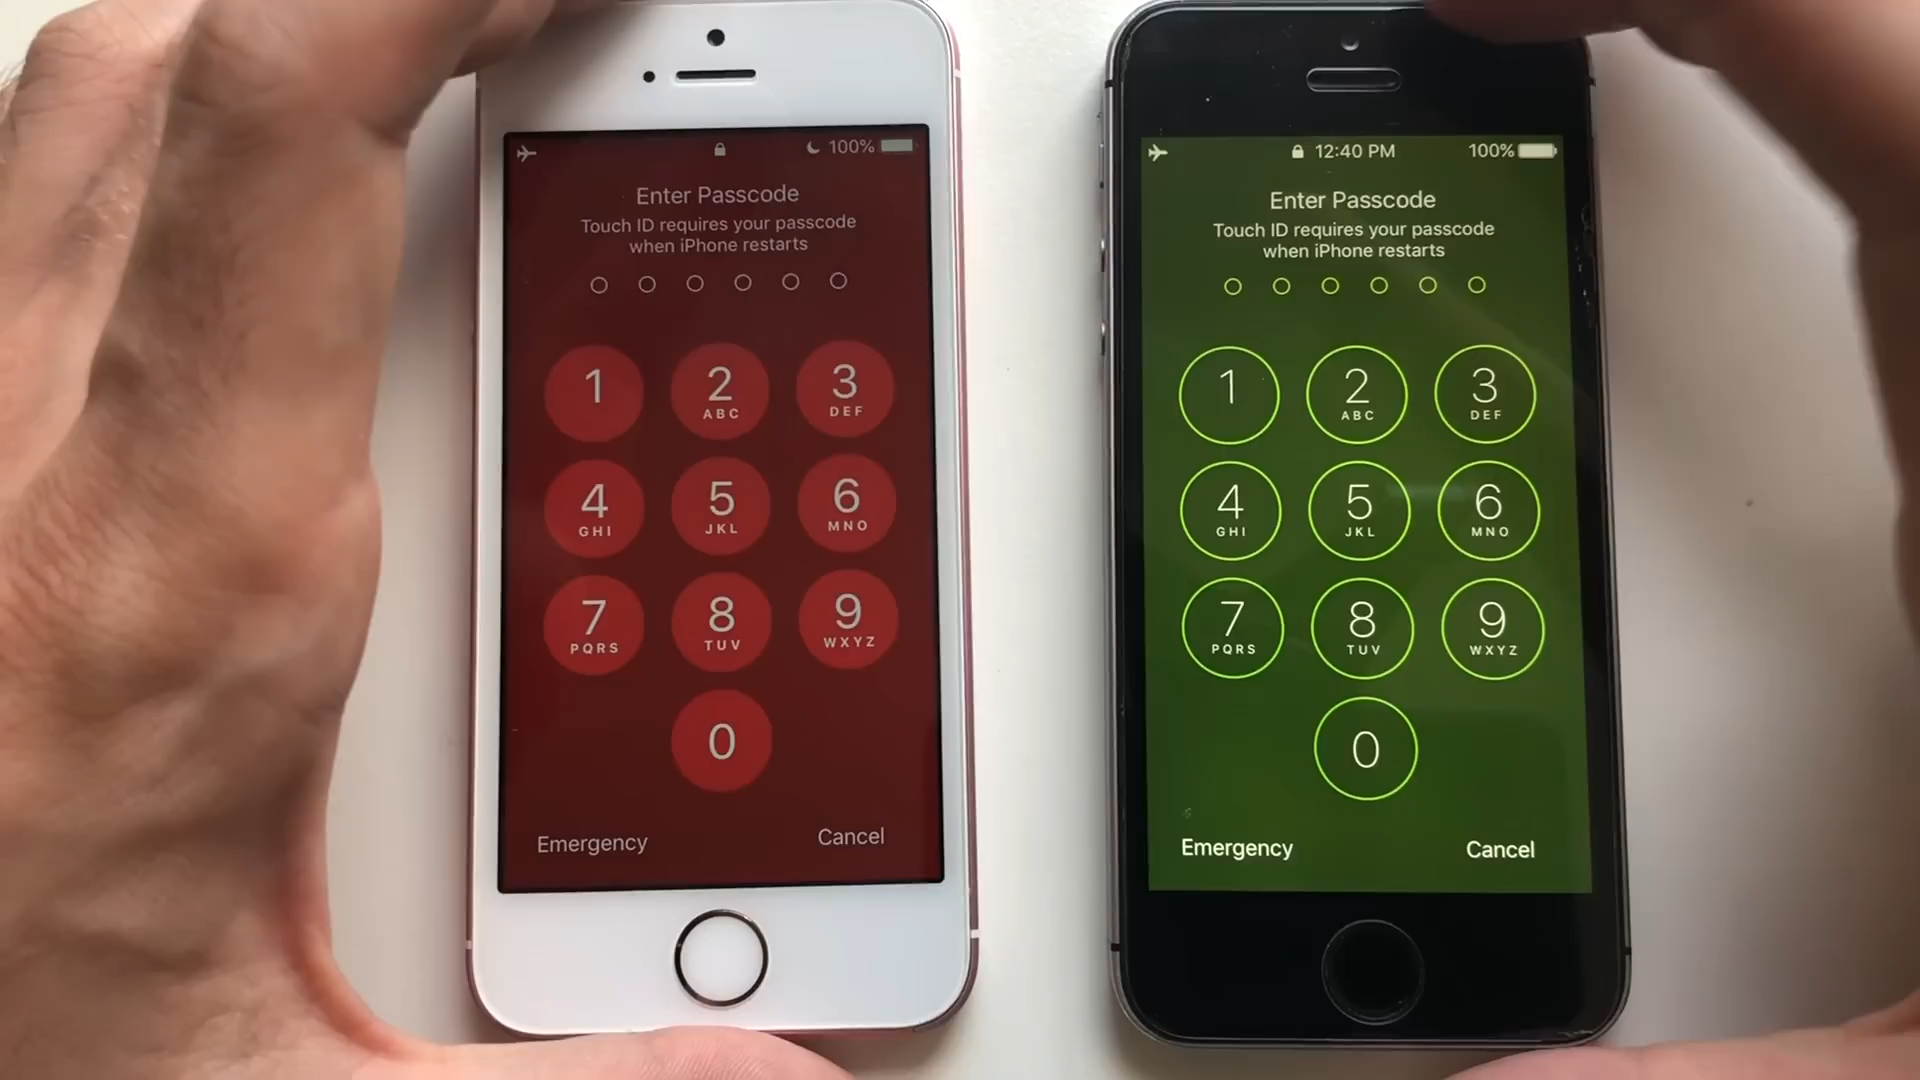 100%
Enter Passcode
Touch ID requires your passcode
when iPhone restarts
1
2
ABC
3
DEF
4
GHI
5
JKL
6
MNO
7
PQRS
8
TUV
9
WXYZ
0
Emergency
Cancel
12:40 PM
100%
Enter Passcode
Touch ID requires your passcode
when iPhone restarts
1
2
ABC
3
DEF
4
GHI
5
JKL
6
MNO
7
PQRS
8
TUV
9
WXYZ
0
Emergency
Cancel